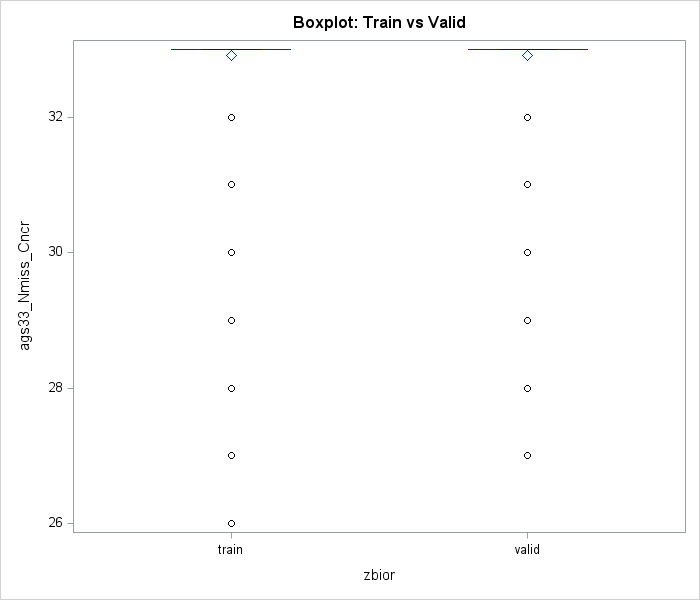 Boxplot: Train vs Valid
ags33_Nmiss_Cncr
32
30
28
26
train
valid
zbior